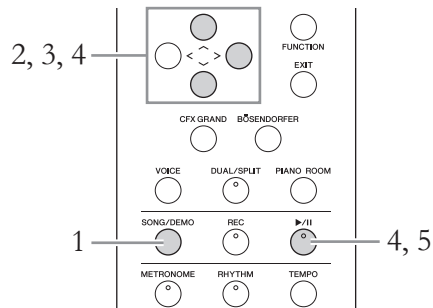 2, 3, 4
FUNCTION
EXIT
CFX GRAND BÖSENDORFER
VOICE DUAL/SPLIT PIANO ROOM
SONG/DEMO REC ▶/II
1
4, 5
METRONOME RHYTHM TEMPO